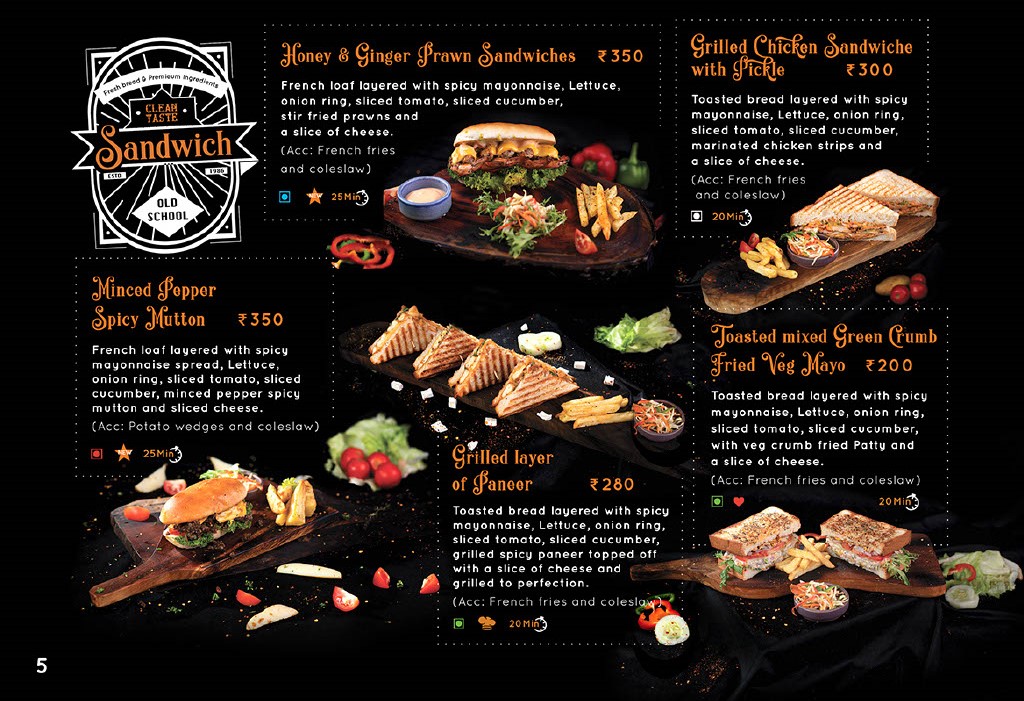 Fresh bread & Premium Ingredients
CLEAN
TASTE
Sandwich
ESTD
1986
OLD
SCHOOL
Honey & Ginger Prawn Sandwiches ₹350
French loaf layered with spicy mayonnaise, Lettuce,
onion ring, sliced tomato, sliced cucumber,
stir fried prawns and
a slice of cheese.
(Acc: French fries
and coleslaw)
NEW 25Min
Grilled Chicken Sandwiche
with Pickle ₹300
Toasted bread layered with spicy
mayonnaise, Lettuce, onion ring,
sliced tomato, sliced cucumber,
marinated chicken strips and
a slice of cheese.
(Acc: French fries
and coleslaw)
20Min
Minced Pepper
Spicy Mutton ₹350
French loaf layered with spicy
mayonnaise spread, Lettuce,
onion ring, sliced tomato, sliced
cucumber, minced pepper spicy
mutton and sliced cheese.
(Acc: Potato wedges and coleslaw)
NEW 25Min
Grilled layer
of Paneer ₹280
Toasted bread layered with spicy
mayonnaise, Lettuce, onion ring,
sliced tomato, sliced cucumber,
grilled spicy paneer topped off
with a slice of cheese and
grilled to perfection.
(Acc: French fries and coleslaw)
20Min
Toasted mixed Green Crumb
Fried Veg Mayo ₹200
Toasted bread layered with spicy
mayonnaise, Lettuce, onion ring,
sliced tomato, sliced cucumber,
with veg crumb fried Patty and
a slice of cheese.
(Acc: French fries and coleslaw)
20Min
5